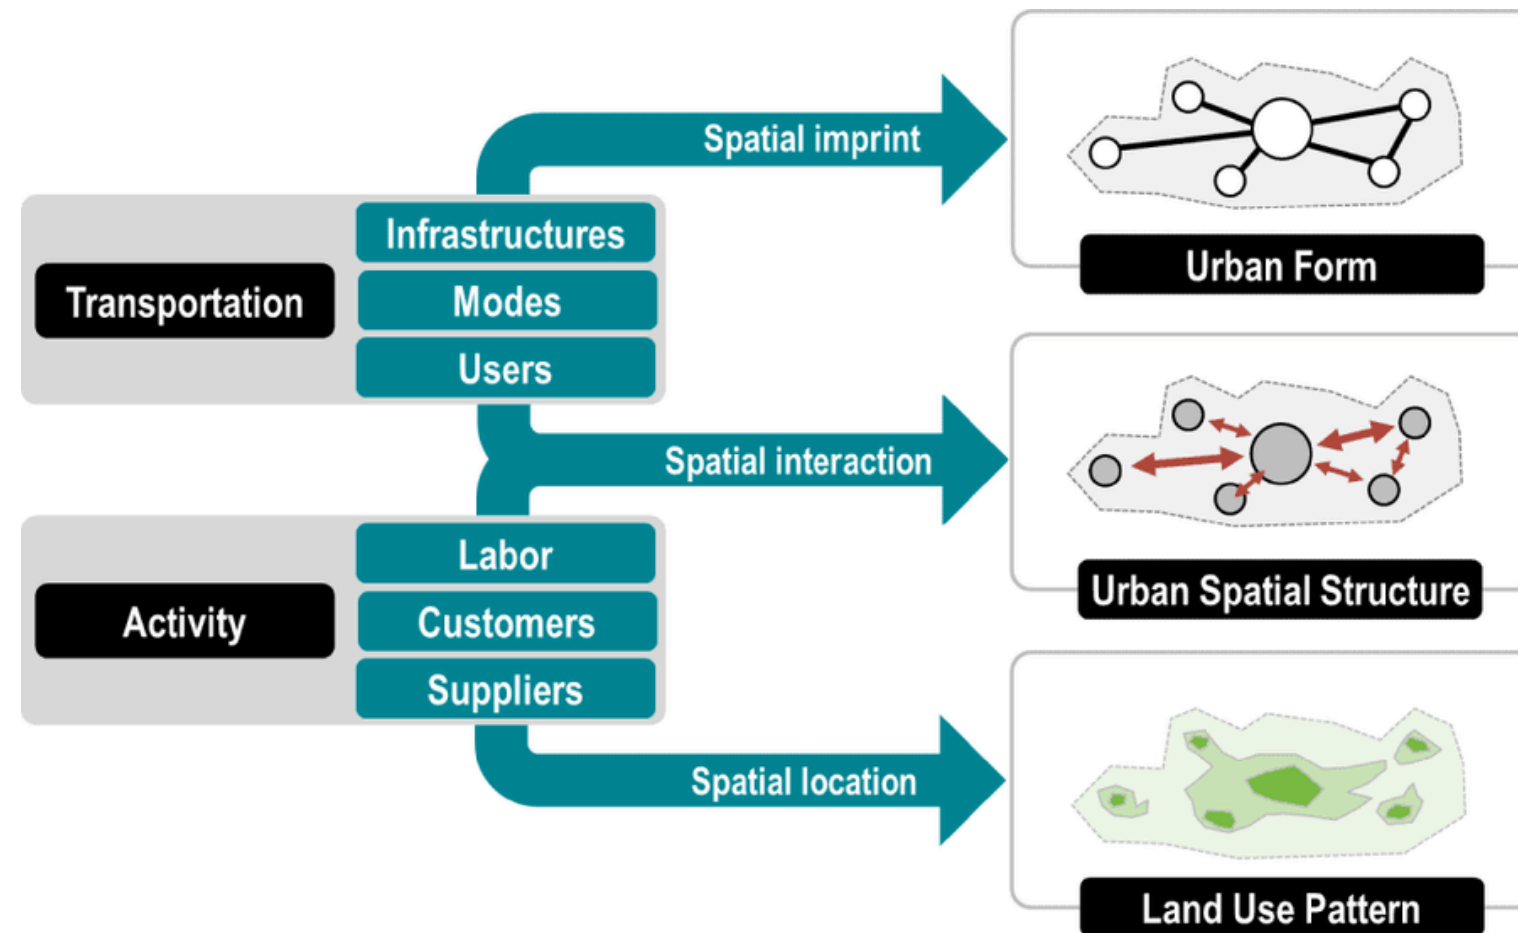 Spatial imprint
Infrastructures
Transportation
Modes
Users
Urban Form
Spatial interaction
Labor
Activity
Customers
Suppliers
Urban Spatial Structure
Spatial location
Land Use Pattern